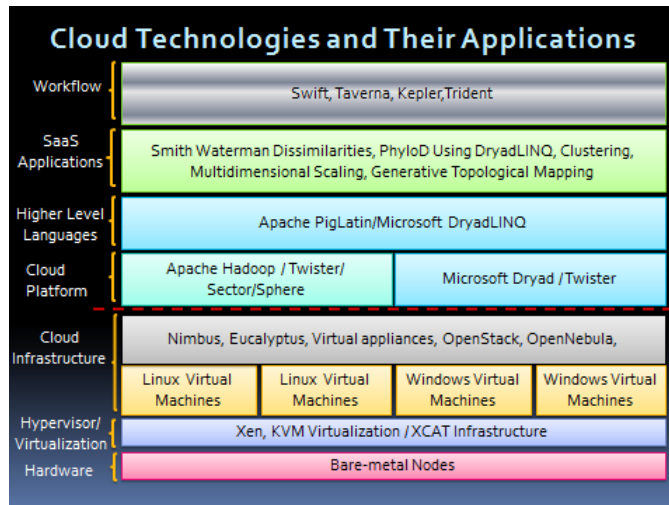 Cloud Technologies and Their Applications
Workflow
Swift, Taverna, Kepler,Trident
SaaS
Applications
Smith Waterman Dissimilarities, PhyloD Using DryadLINQ, Clustering,
Multidimensional Scaling, Generative Topological Mapping
Higher Level
Languages
Apache PigLatin/Microsoft DryadLINQ
Cloud
Platform
Apache Hadoop / Twister/
Sector/Sphere
Microsoft Dryad / Twister
Cloud
Infrastructure
Nimbus, Eucalyptus, Virtual appliances, OpenStack, OpenNebula,
Linux Virtual
Machines
Linux Virtual
Machines
Windows Virtual
Machines
Windows Virtual
Machines
Hypervisor/
Virtualization
Xen, KVM Virtualization / XCAT Infrastructure
Hardware
Bare-metal Nodes